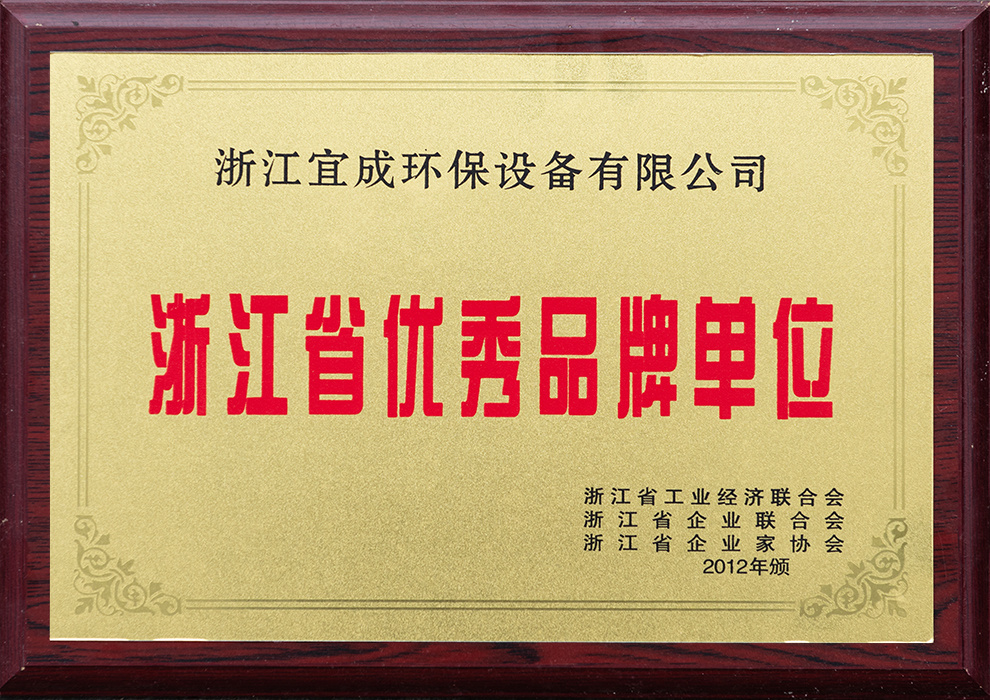 浙江宜成环保设备有限公司
浙江省优秀品牌单位
浙江省工业经济联合会
浙江省企业联合会
浙江省企业家协会
2012年颁